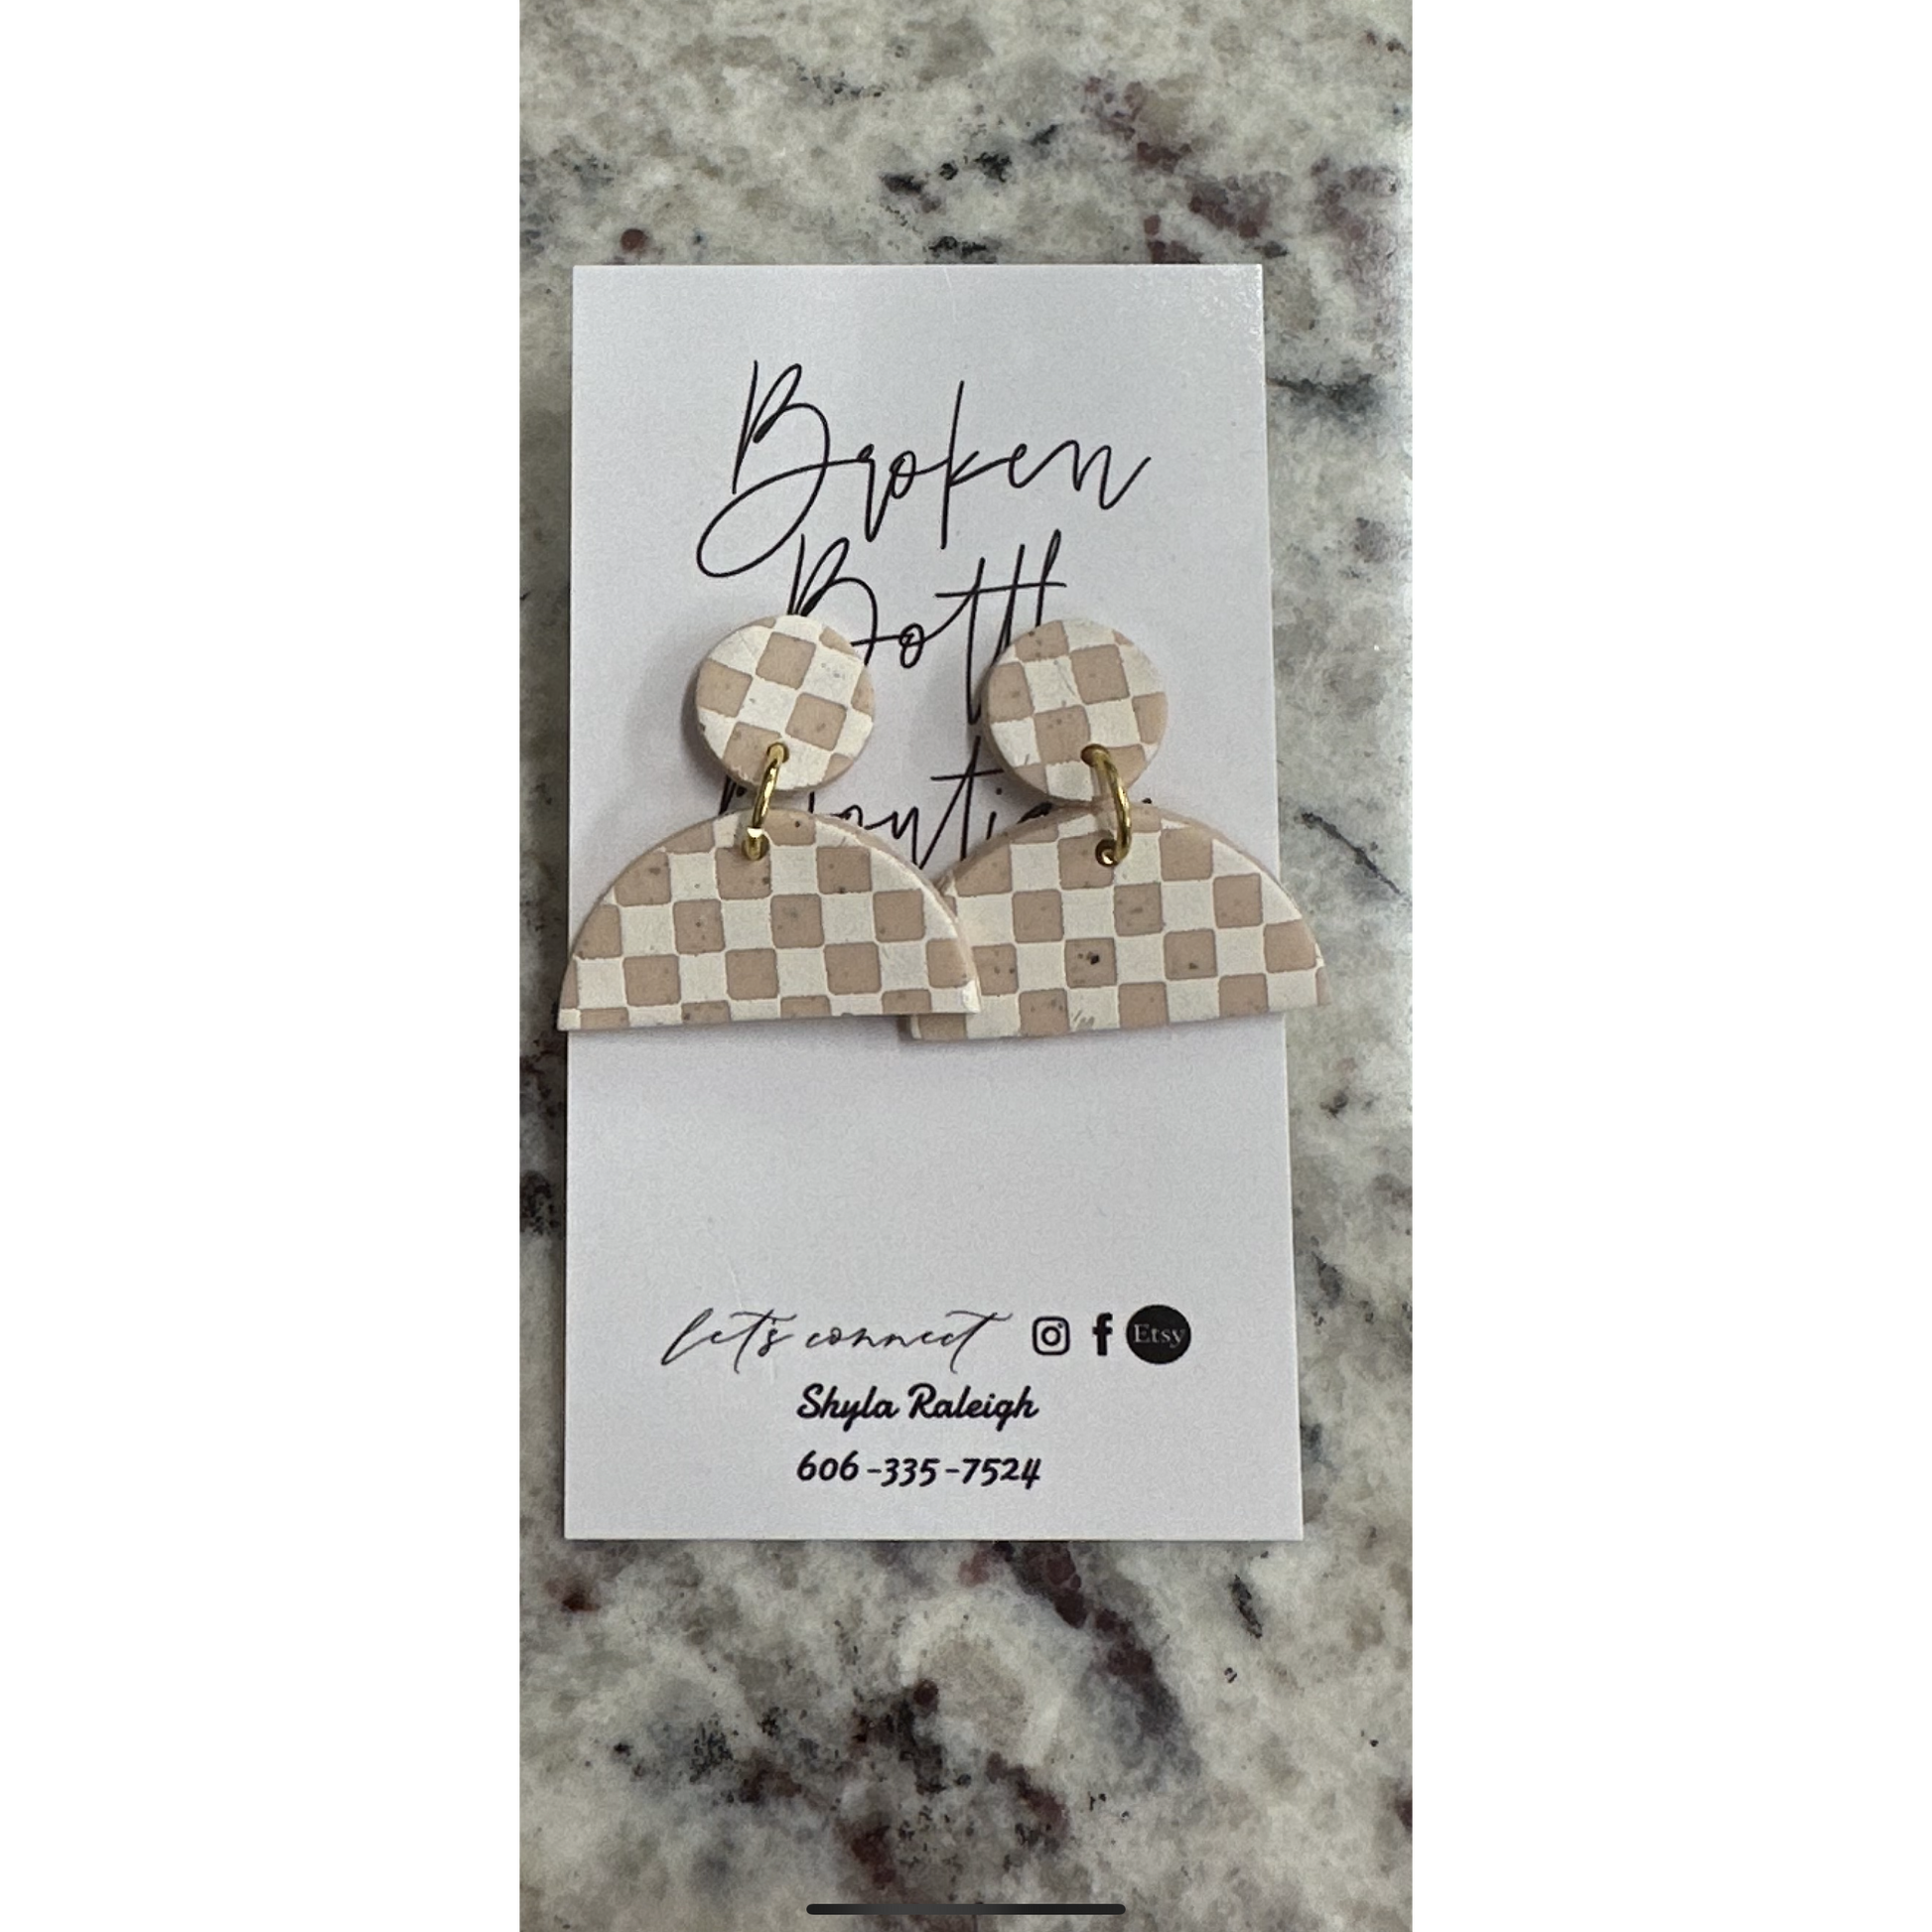 Broken
let's connect Etsy
Shyla Raleigh
606-335-7524